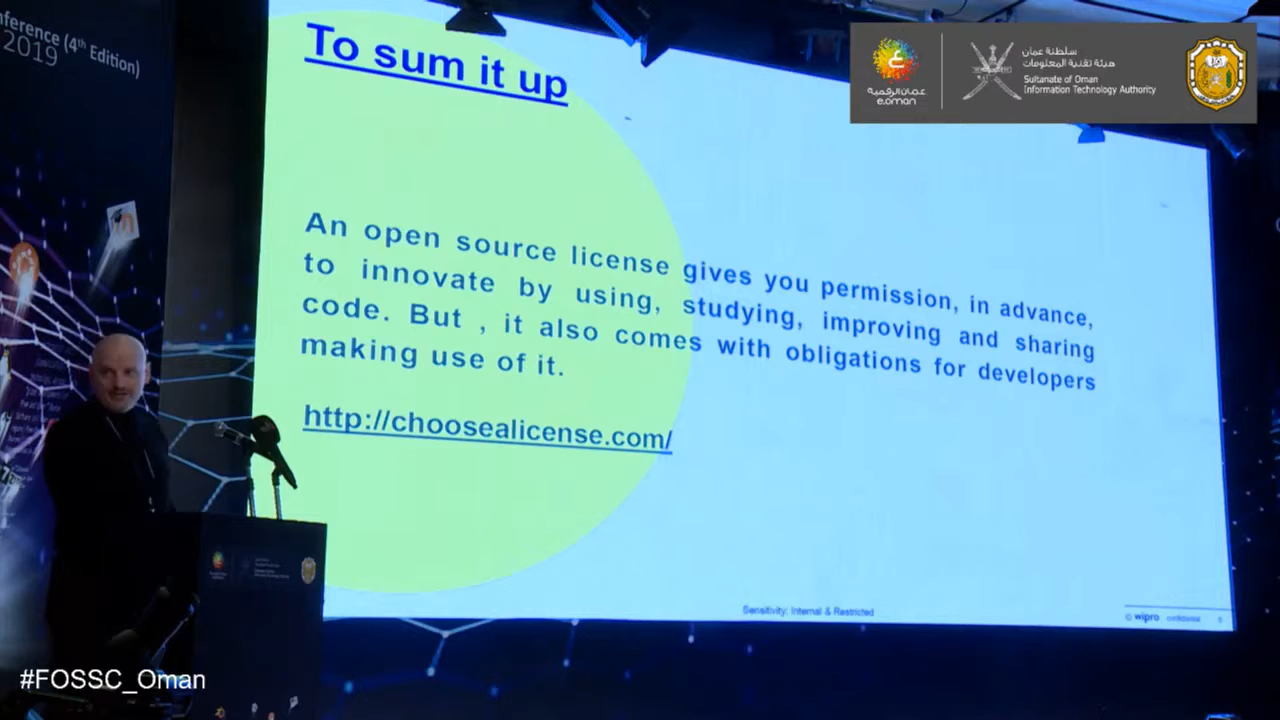 nference (4th Edition)
2019
To sum it up
An open source license gives you permission, in advance,
to innovate by using, studying, improving and sharing
code. But , it also comes with obligations for developers
making use of it.
http://choosealicense.com/
Sensitivity: Internal & Restricted
© wipro confidential 5
عمان الرقمية
e.oman
سلطنة عمان
هيئة تقنية المعلومات
Sultanate of Oman
Information Technology Authority
#FOSSC_Oman